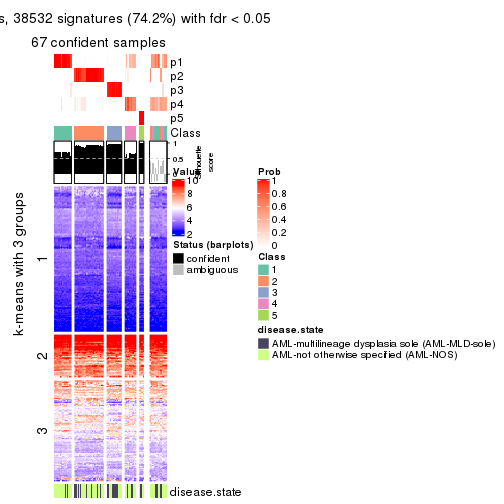 s, 38532 signatures (74.2%) with fdr < 0.05
67 confident samples
p1
p2
p3
p4
p5
Class
1
0.5
0
silhouette
score
Value
10
8
6
4
2
Prob
1
0.8
0.6
0.4
0.2
0
Status (barplots)
confident
ambiguous
Class
1
2
3
4
5
disease.state
AML-multilineage dysplasia sole (AML-MLD-sole)
AML-not otherwise specified (AML-NOS)
k-means with 3 groups
1
2
3
disease.state